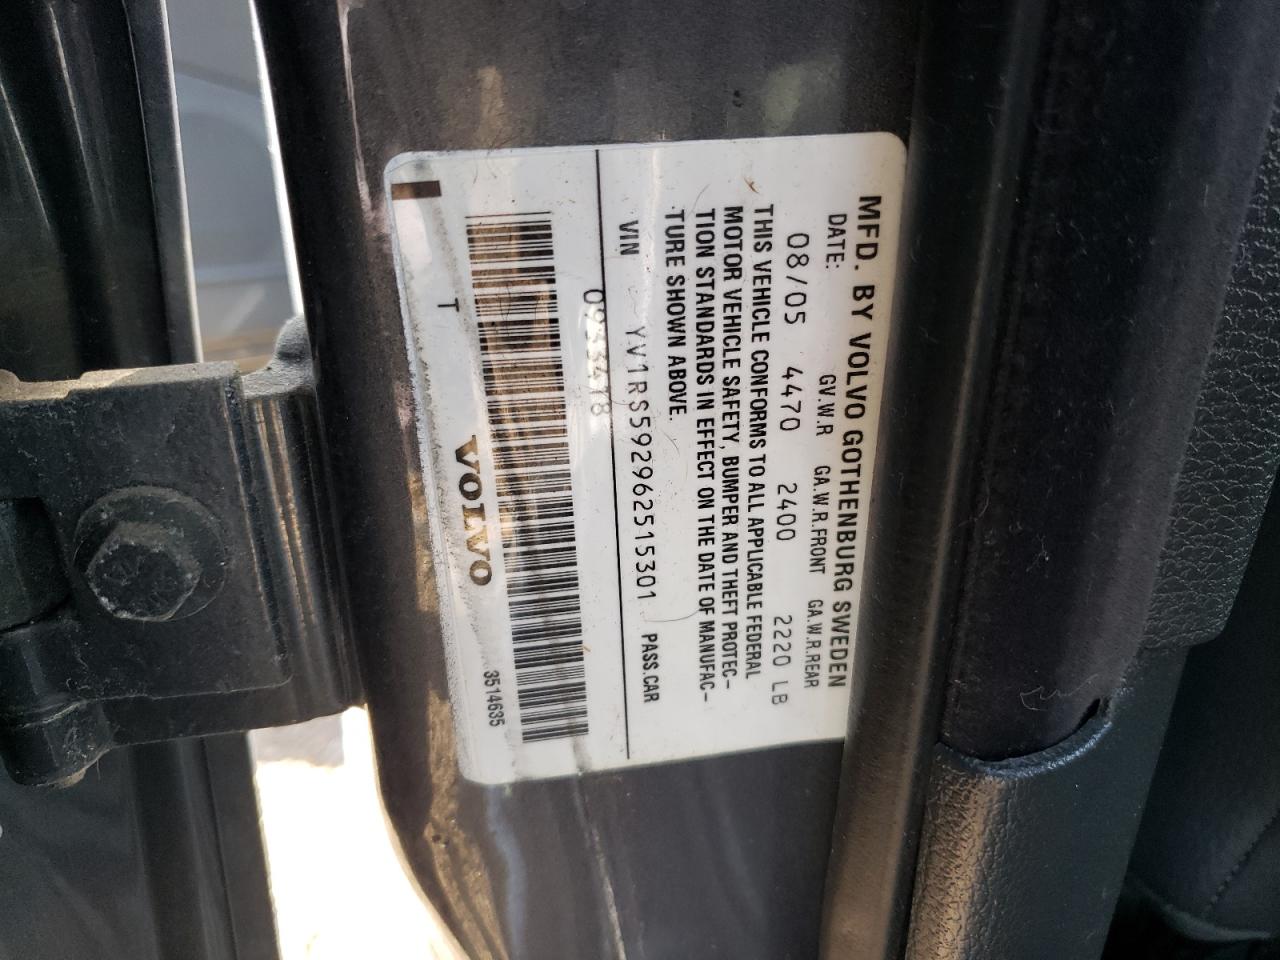 MFD. BY VOLVO GOTHENBURG SWEDEN
DATE: GV.W.R GA.W.R.FRONT GA.W.R.REAR
08/05 4470 2400 2220 LB
THIS VEHICLE CONFORMS TO ALL APPLICABLE FEDERAL
MOTOR VEHICLE SAFETY, BUMPER AND THEFT PROTEC-
TION STANDARDS IN EFFECT ON THE DATE OF MANUFAC-
TURE SHOWN ABOVE.
VIN YV1RS592962515301 PASS.CAR
09333418
T VOLVO 3514635